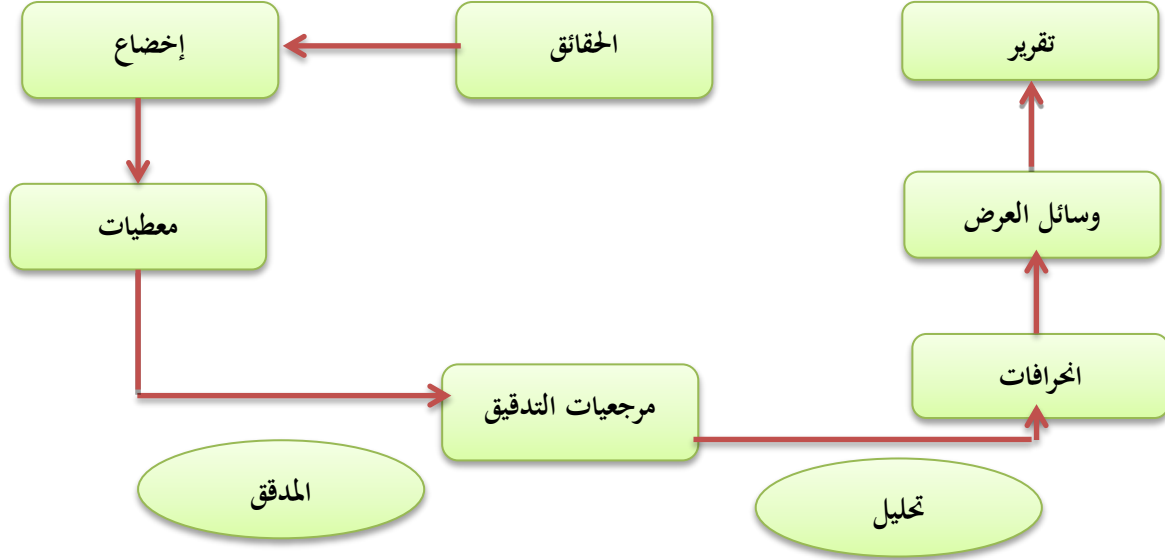 إخضاع
الحقائق
تقرير
معطيات
وسائل العرض
انحرافات
مرجعيات التدقيق
المدقق
تحليل